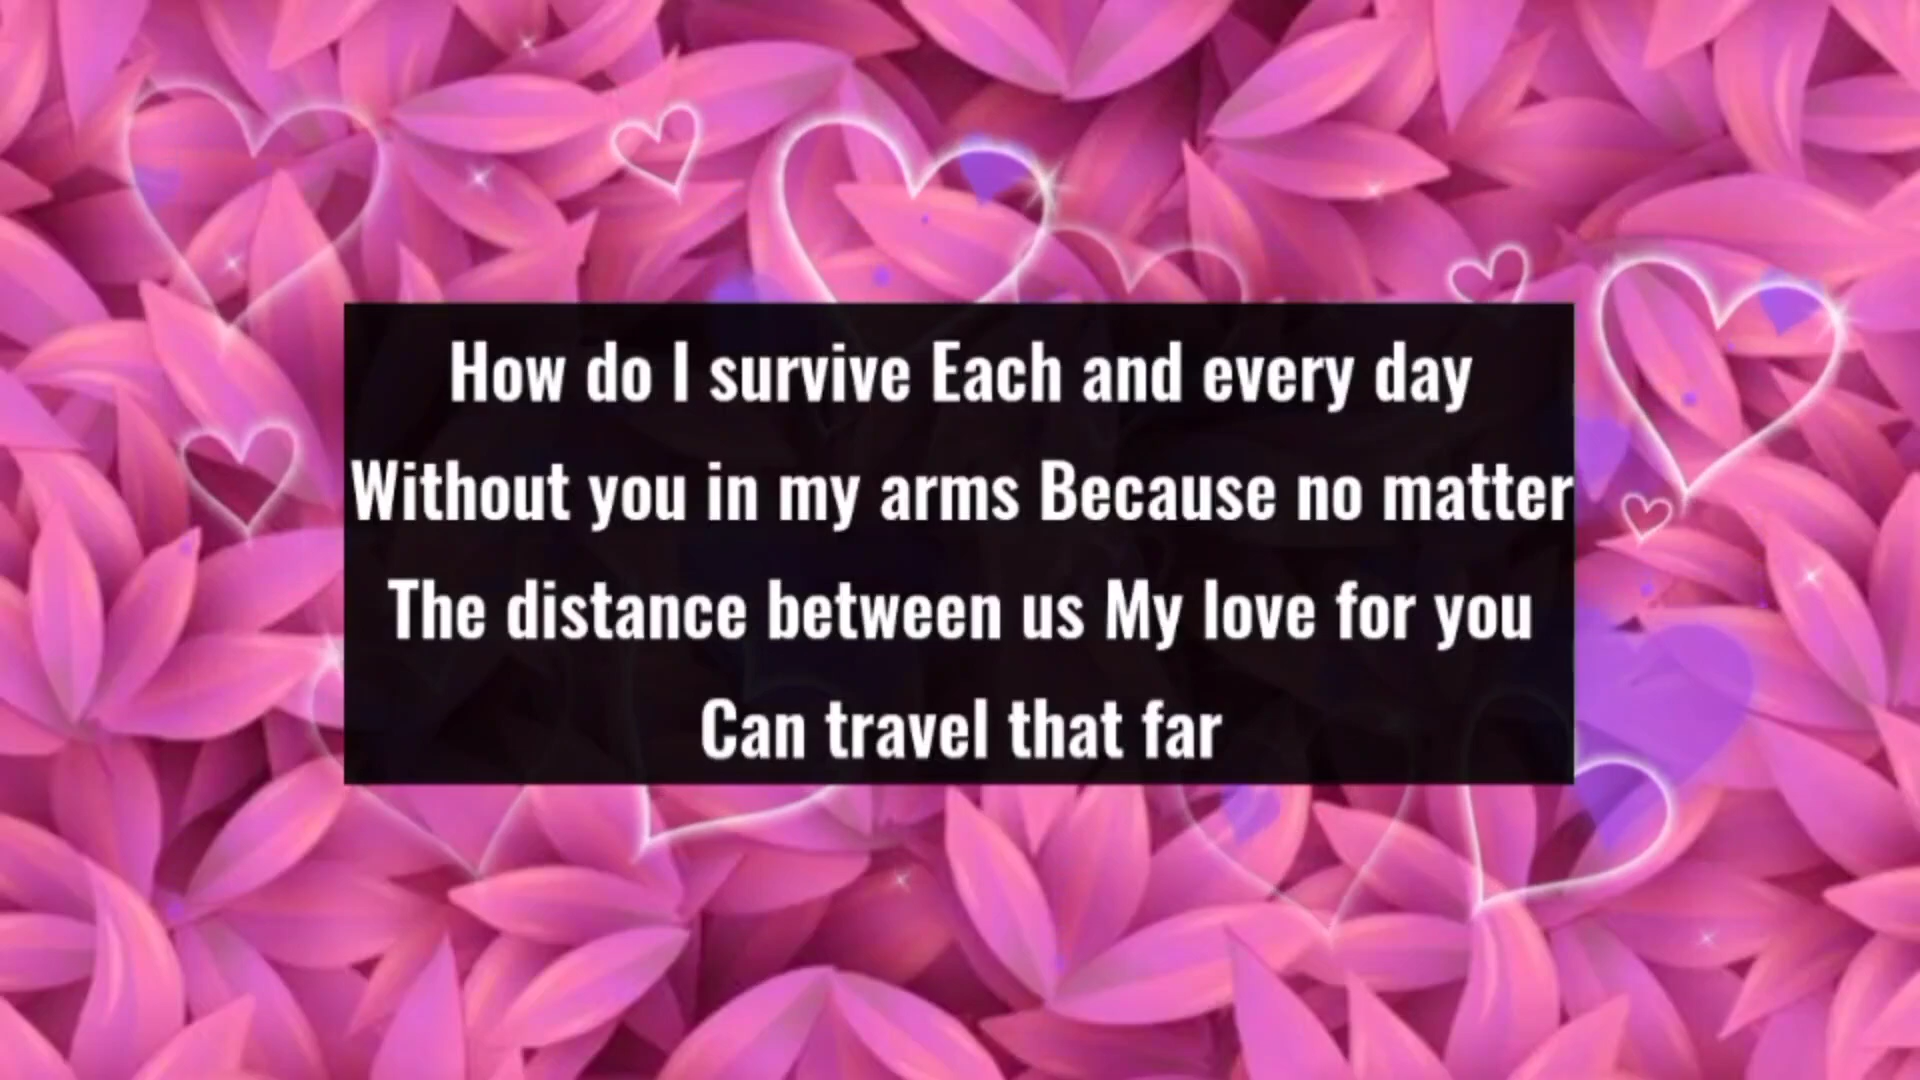 How do I survive Each and every day
Without you in my arms Because no matter
The distance between us My love for you
Can travel that far